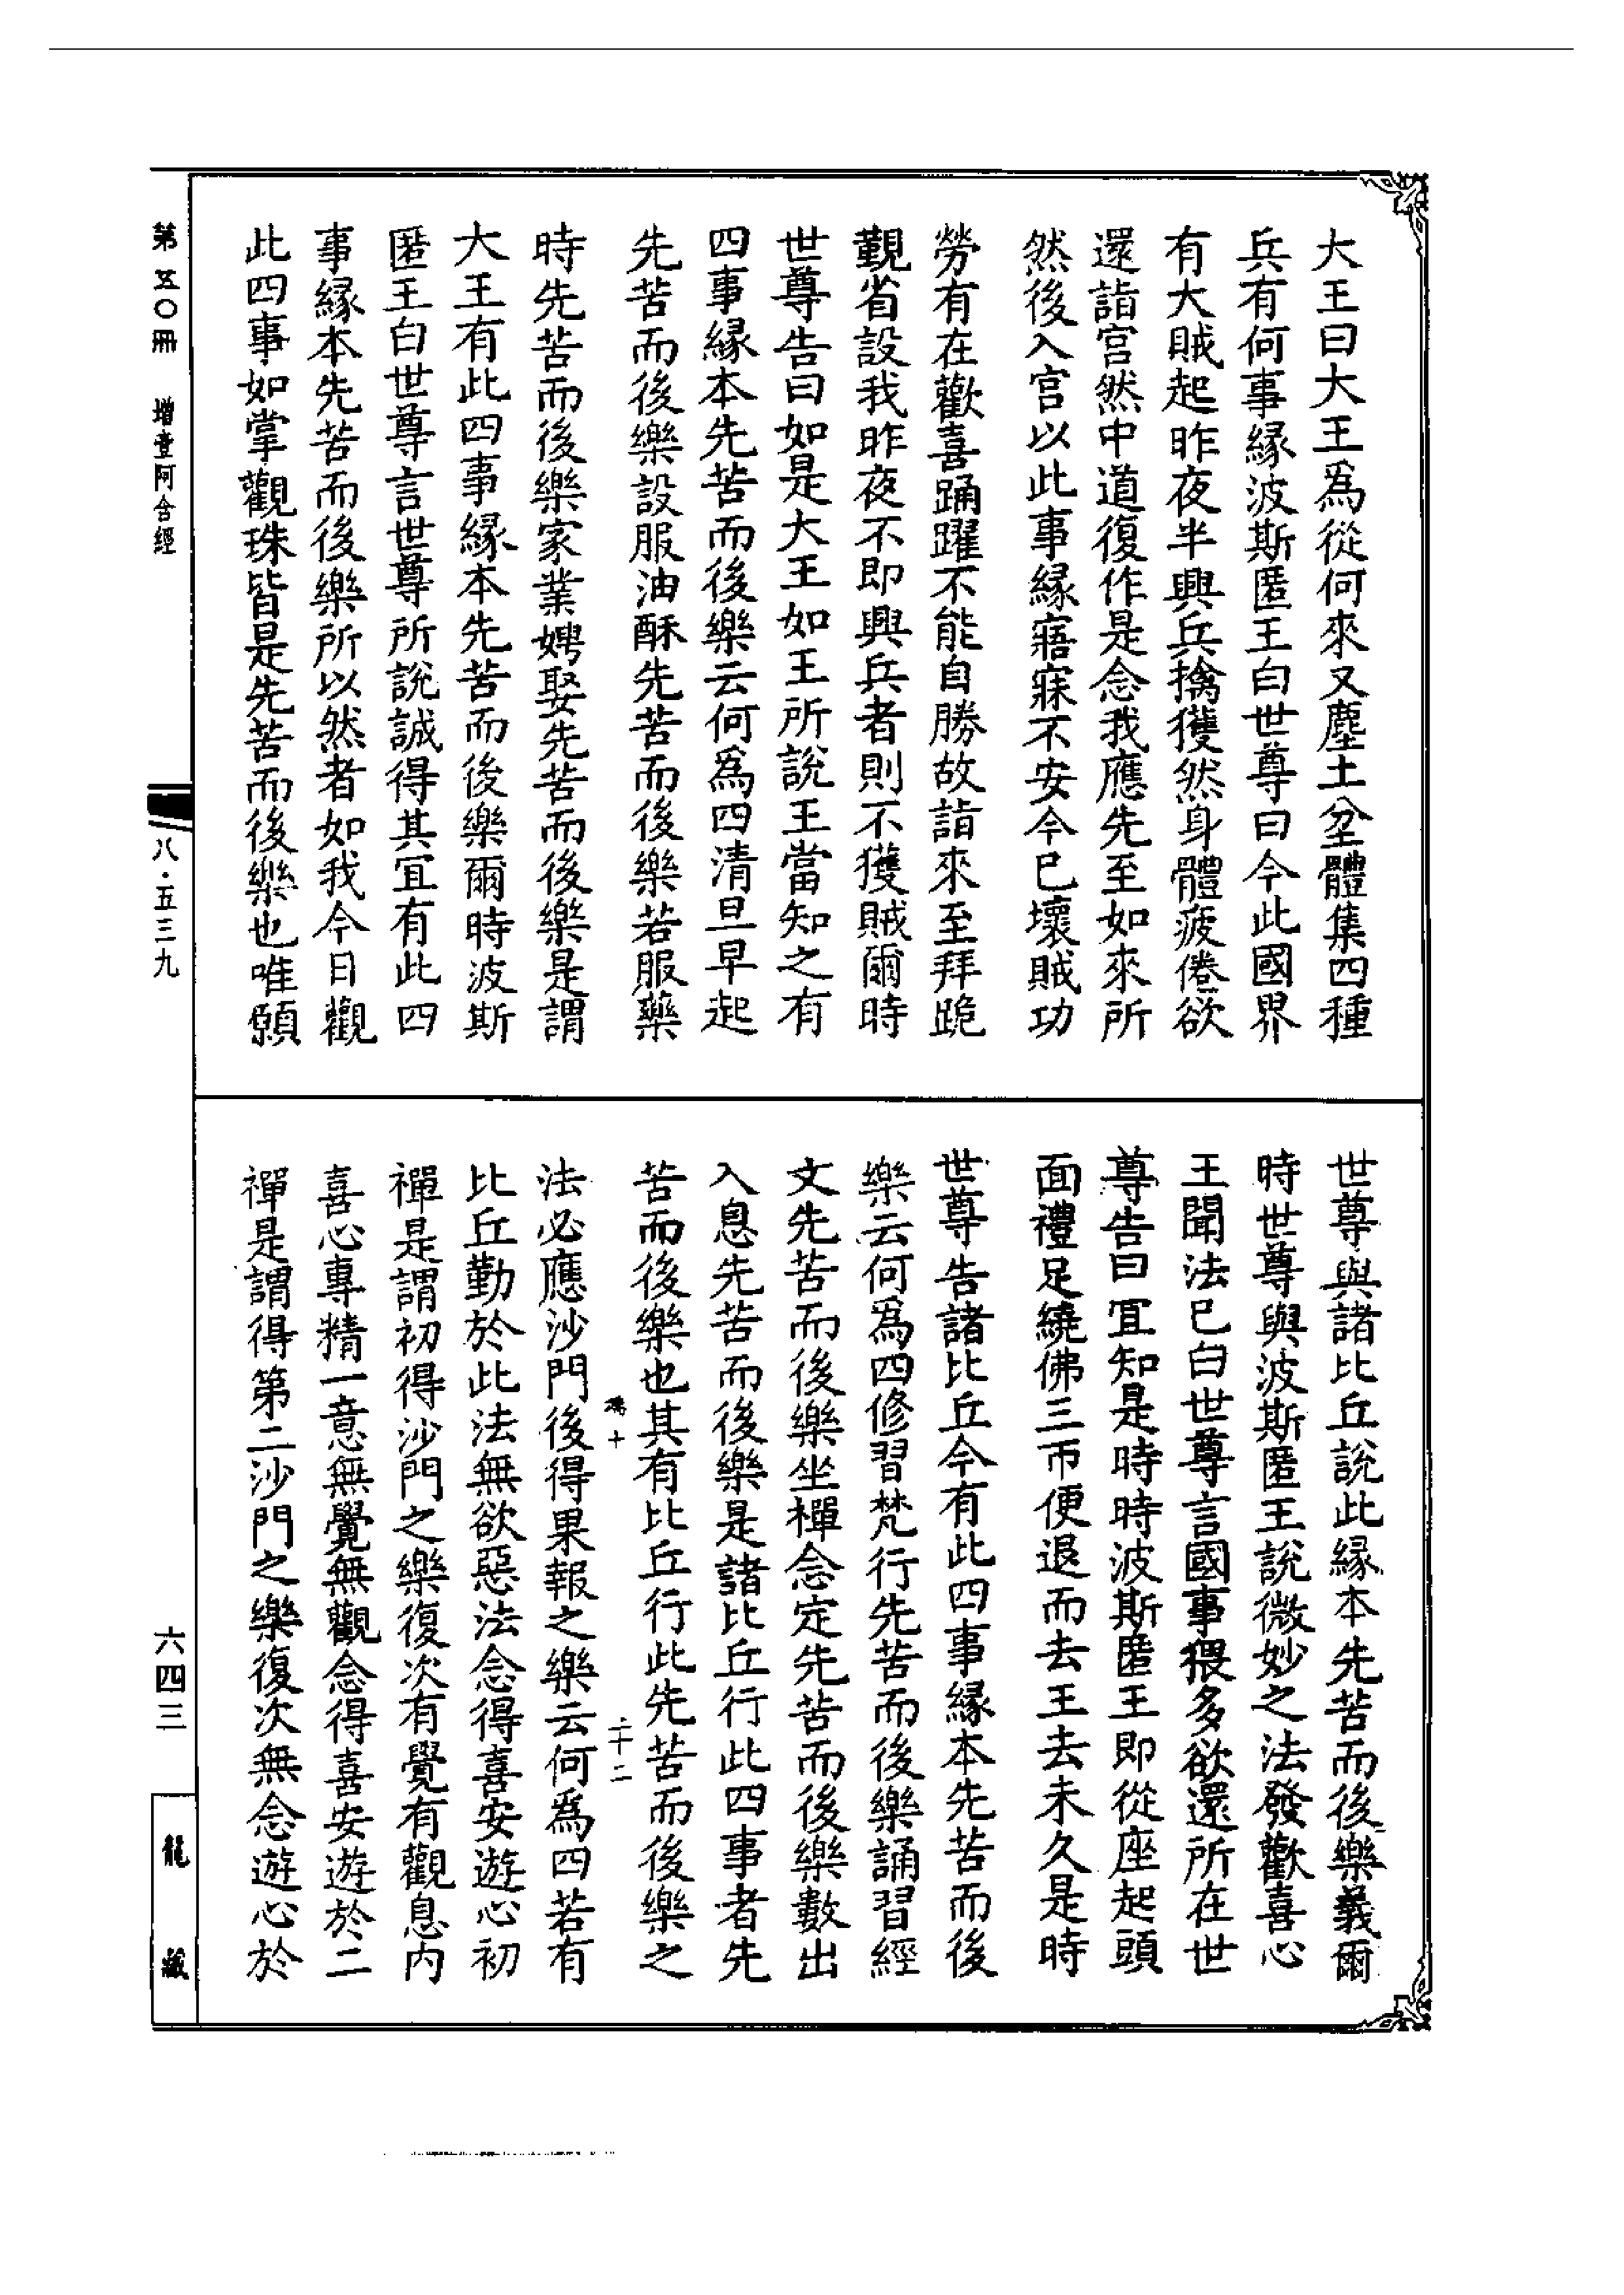 大王曰大王爲從何來又塵土坌體集四種
兵有何事緣波斯匿王白世尊曰今此國界
有大賊起昨夜半興兵擒獲然身體疲倦欲
還詣宮然中道復作是念我應先至如來所
然後入宮以此事緣寤寐不安今已壞賊功
勞有在歡喜踊躍不能自勝故詣來至拜跪
覲省設我昨夜不即興兵者則不獲賊爾時
世尊告曰如是大王如王所說王當知之有
四事緣本先苦而後樂云何爲四清旦早起
先苦而後樂設服油酥先苦而後樂若服藥
時先苦而後樂家業娉娶先苦而後樂是謂
大王有此四事緣本先苦而後樂爾時波斯
匿王白世尊言世尊所說誠得其宜有此四
事緣本先苦而後樂所以然者如我今日觀
此四事如掌觀珠皆是先苦而後樂也唯願
世尊與諸比丘說此緣本先苦而後樂義爾
時世尊與波斯匿王說微妙之法發歡喜心
王聞法已白世尊言國事猥多欲還所在世
尊告曰宜知是時時波斯匿王即從座起頭
面禮足繞佛三帀便退而去王去未久是時
世尊告諸比丘今有此四事緣本先苦而後
樂云何爲四修習梵行先苦而後樂誦習經
文先苦而後樂坐禪念定先苦而後樂數出
入息先苦而後樂是諸比丘行此四事者先
苦而後樂也其有比丘行此先苦而後樂之
十
二十二
法必應沙門後得果報之樂云何爲四若有
比丘勤於此法無欲惡法念得喜安遊心初
禪是謂初得沙門之樂復次有覺有觀息內
喜心專精一意無覺無觀念得喜安遊於二
禪是謂得第二沙門之樂復次無念遊心於
第五〇冊 增壹阿含經
八·五三九
六四三
龍藏